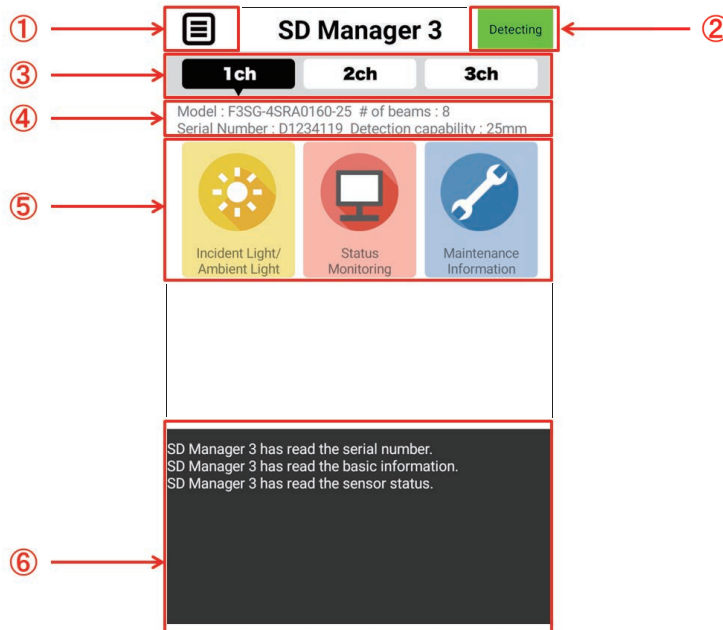 ①
SD Manager 3
Detecting
②
③
1ch
2ch
3ch
④
Model : F3SG-4SRA0160-25 # of beams : 8
Serial Number : D1234119 Detection capability : 25mm
⑤
Incident Light/
Ambient Light
Status
Monitoring
Maintenance
Information
SD Manager 3 has read the serial number.
SD Manager 3 has read the basic information.
SD Manager 3 has read the sensor status.
⑥